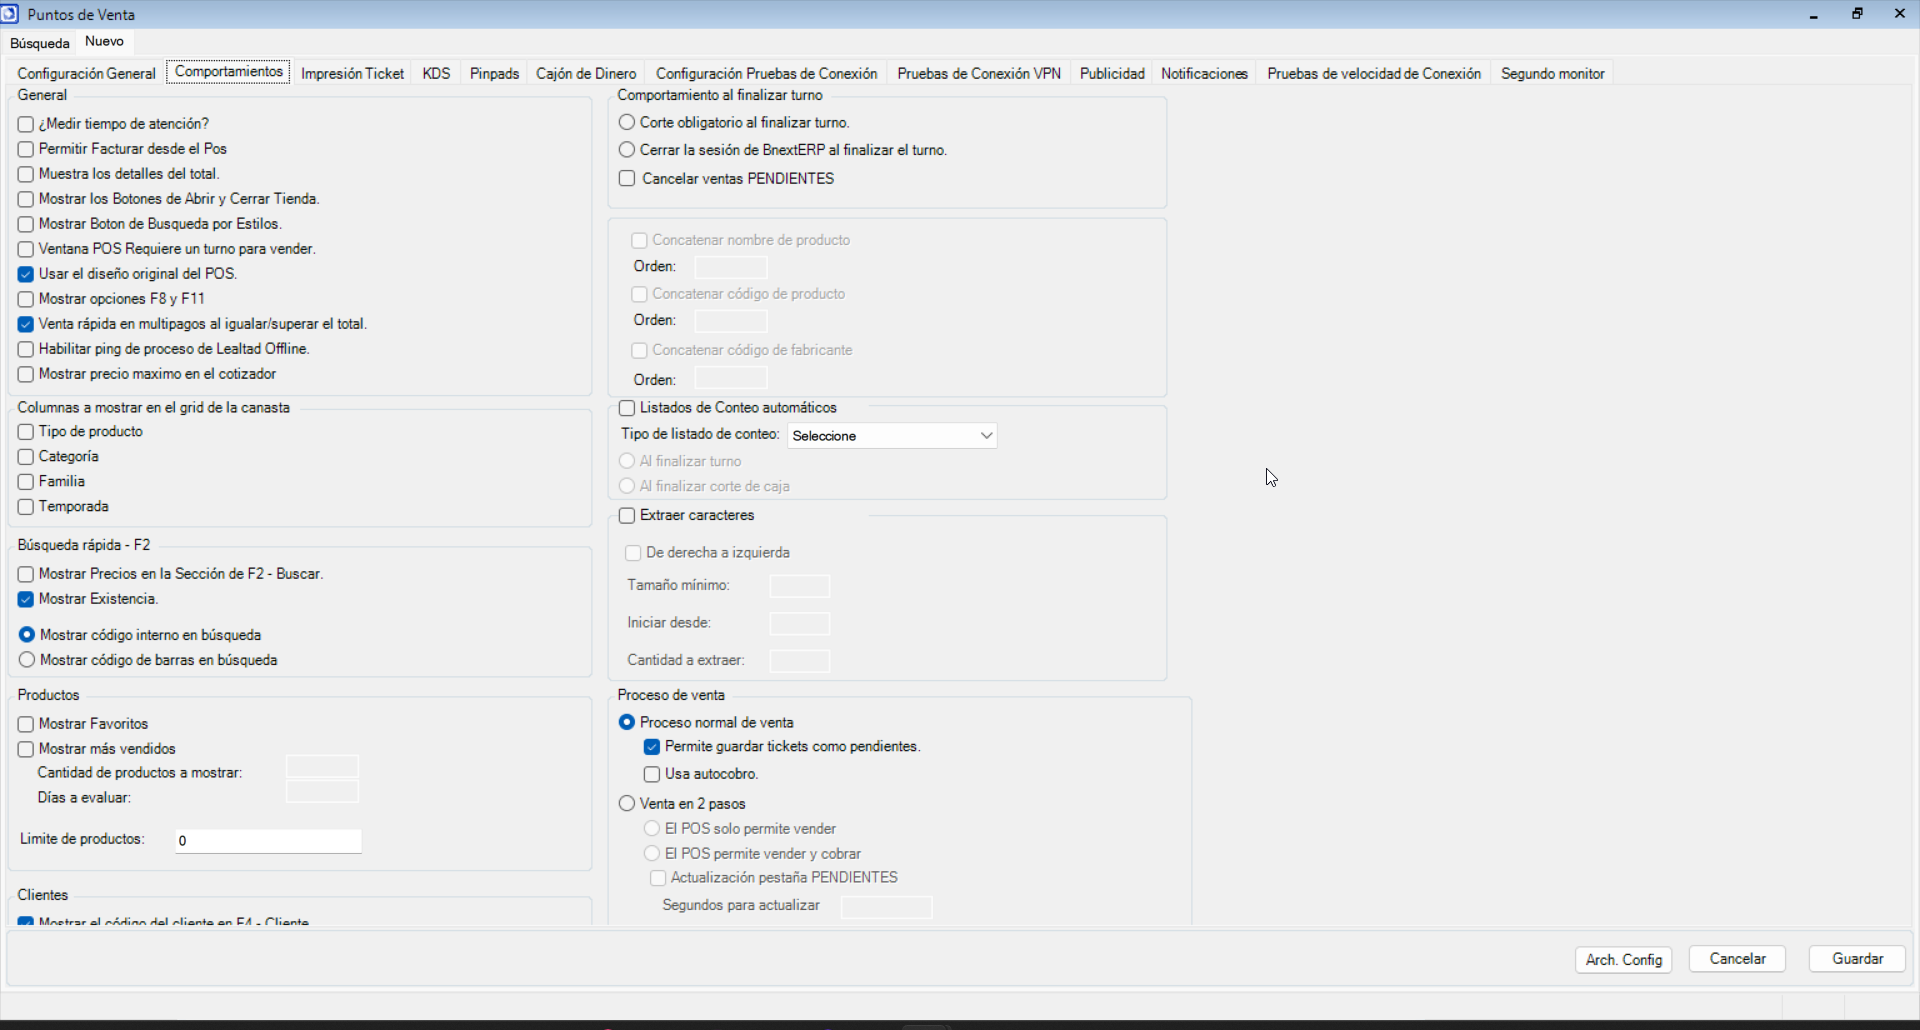 Puntos de Venta
Búsqueda
Nuevo
Configuración General
Comportamientos
Impresión Ticket
KDS
Pinpads
Cajón de Dinero
Configuración Pruebas de Conexión
Pruebas de Conexión VPN
Publicidad
Notificaciones
Pruebas de velocidad de Conexión
Segundo monitor
General
¿Medir tiempo de atención?
Permitir Facturar desde el Pos
Muestra los detalles del total.
Mostrar los Botones de Abrir y Cerrar Tienda.
Mostrar Boton de Busqueda por Estilos.
Ventana POS Requiere un turno para vender.
Usar el diseño original del POS.
Mostrar opciones F8 y F11
Venta rápida en multipagos al igualar/superar el total.
Habilitar ping de proceso de Lealtad Offline.
Mostrar precio maximo en el cotizador
Columnas a mostrar en el grid de la canasta
Tipo de producto
Categoría
Familia
Temporada
Búsqueda rápida - F2
Mostrar Precios en la Sección de F2 - Buscar.
Mostrar Existencia.
Mostrar código interno en búsqueda
Mostrar código de barras en búsqueda
Productos
Mostrar Favoritos
Mostrar más vendidos
Cantidad de productos a mostrar:
Días a evaluar:
Limite de productos: 0
Clientes
Mostrar el código del cliente en F4 - Cliente
Comportamiento al finalizar turno
Corte obligatorio al finalizar turno.
Cerrar la sesión de BnextERP al finalizar el turno.
Cancelar ventas PENDIENTES
Concatenar nombre de producto
Orden:
Concatenar código de producto
Orden:
Concatenar código de fabricante
Orden:
Listados de Conteo automáticos
Tipo de listado de conteo: Seleccione
Al finalizar turno
Al finalizar corte de caja
Extraer caracteres
De derecha a izquierda
Tamaño mínimo:
Iniciar desde:
Cantidad a extraer:
Proceso de venta
Proceso normal de venta
Permite guardar tickets como pendientes.
Usa autocobro.
Venta en 2 pasos
El POS solo permite vender
El POS permite vender y cobrar
Actualización pestaña PENDIENTES
Segundos para actualizar
Arch. Config
Cancelar
Guardar